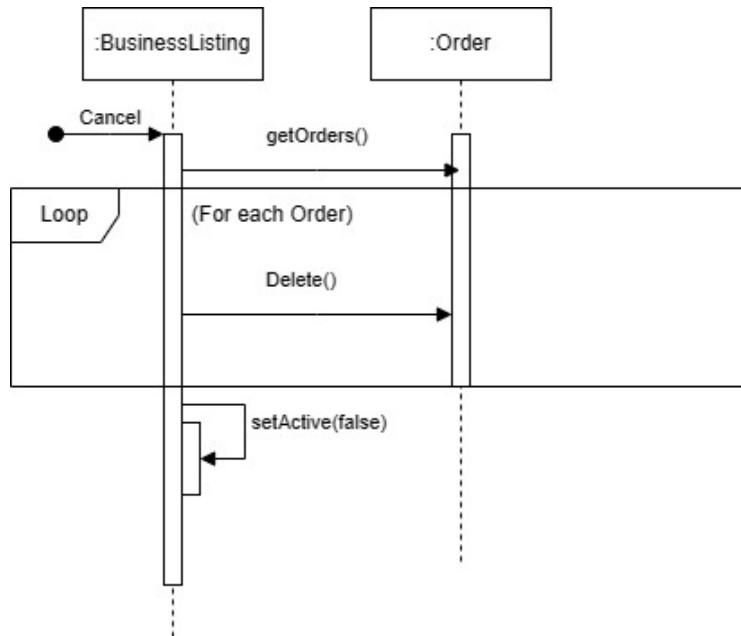 :BusinessListing
:Order
Cancel
getOrders()
Loop
(For each Order)
Delete()
setActive(false)